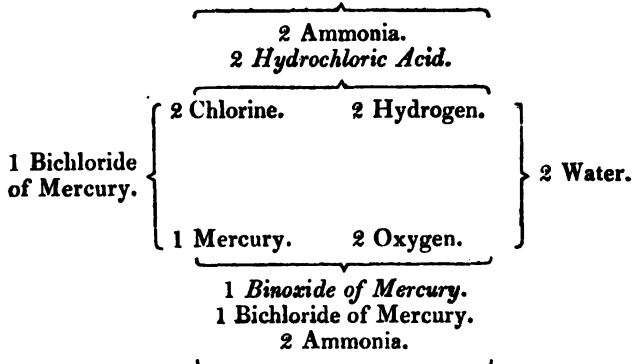 2 Ammonia.
2 Hydrochloric Acid.
2 Chlorine. 2 Hydrogen.
1 Bichloride
of Mercury.
2 Water.
1 Mercury. 2 Oxygen.
1 Binoxide of Mercury.
1 Bichloride of Mercury.
2 Ammonia.